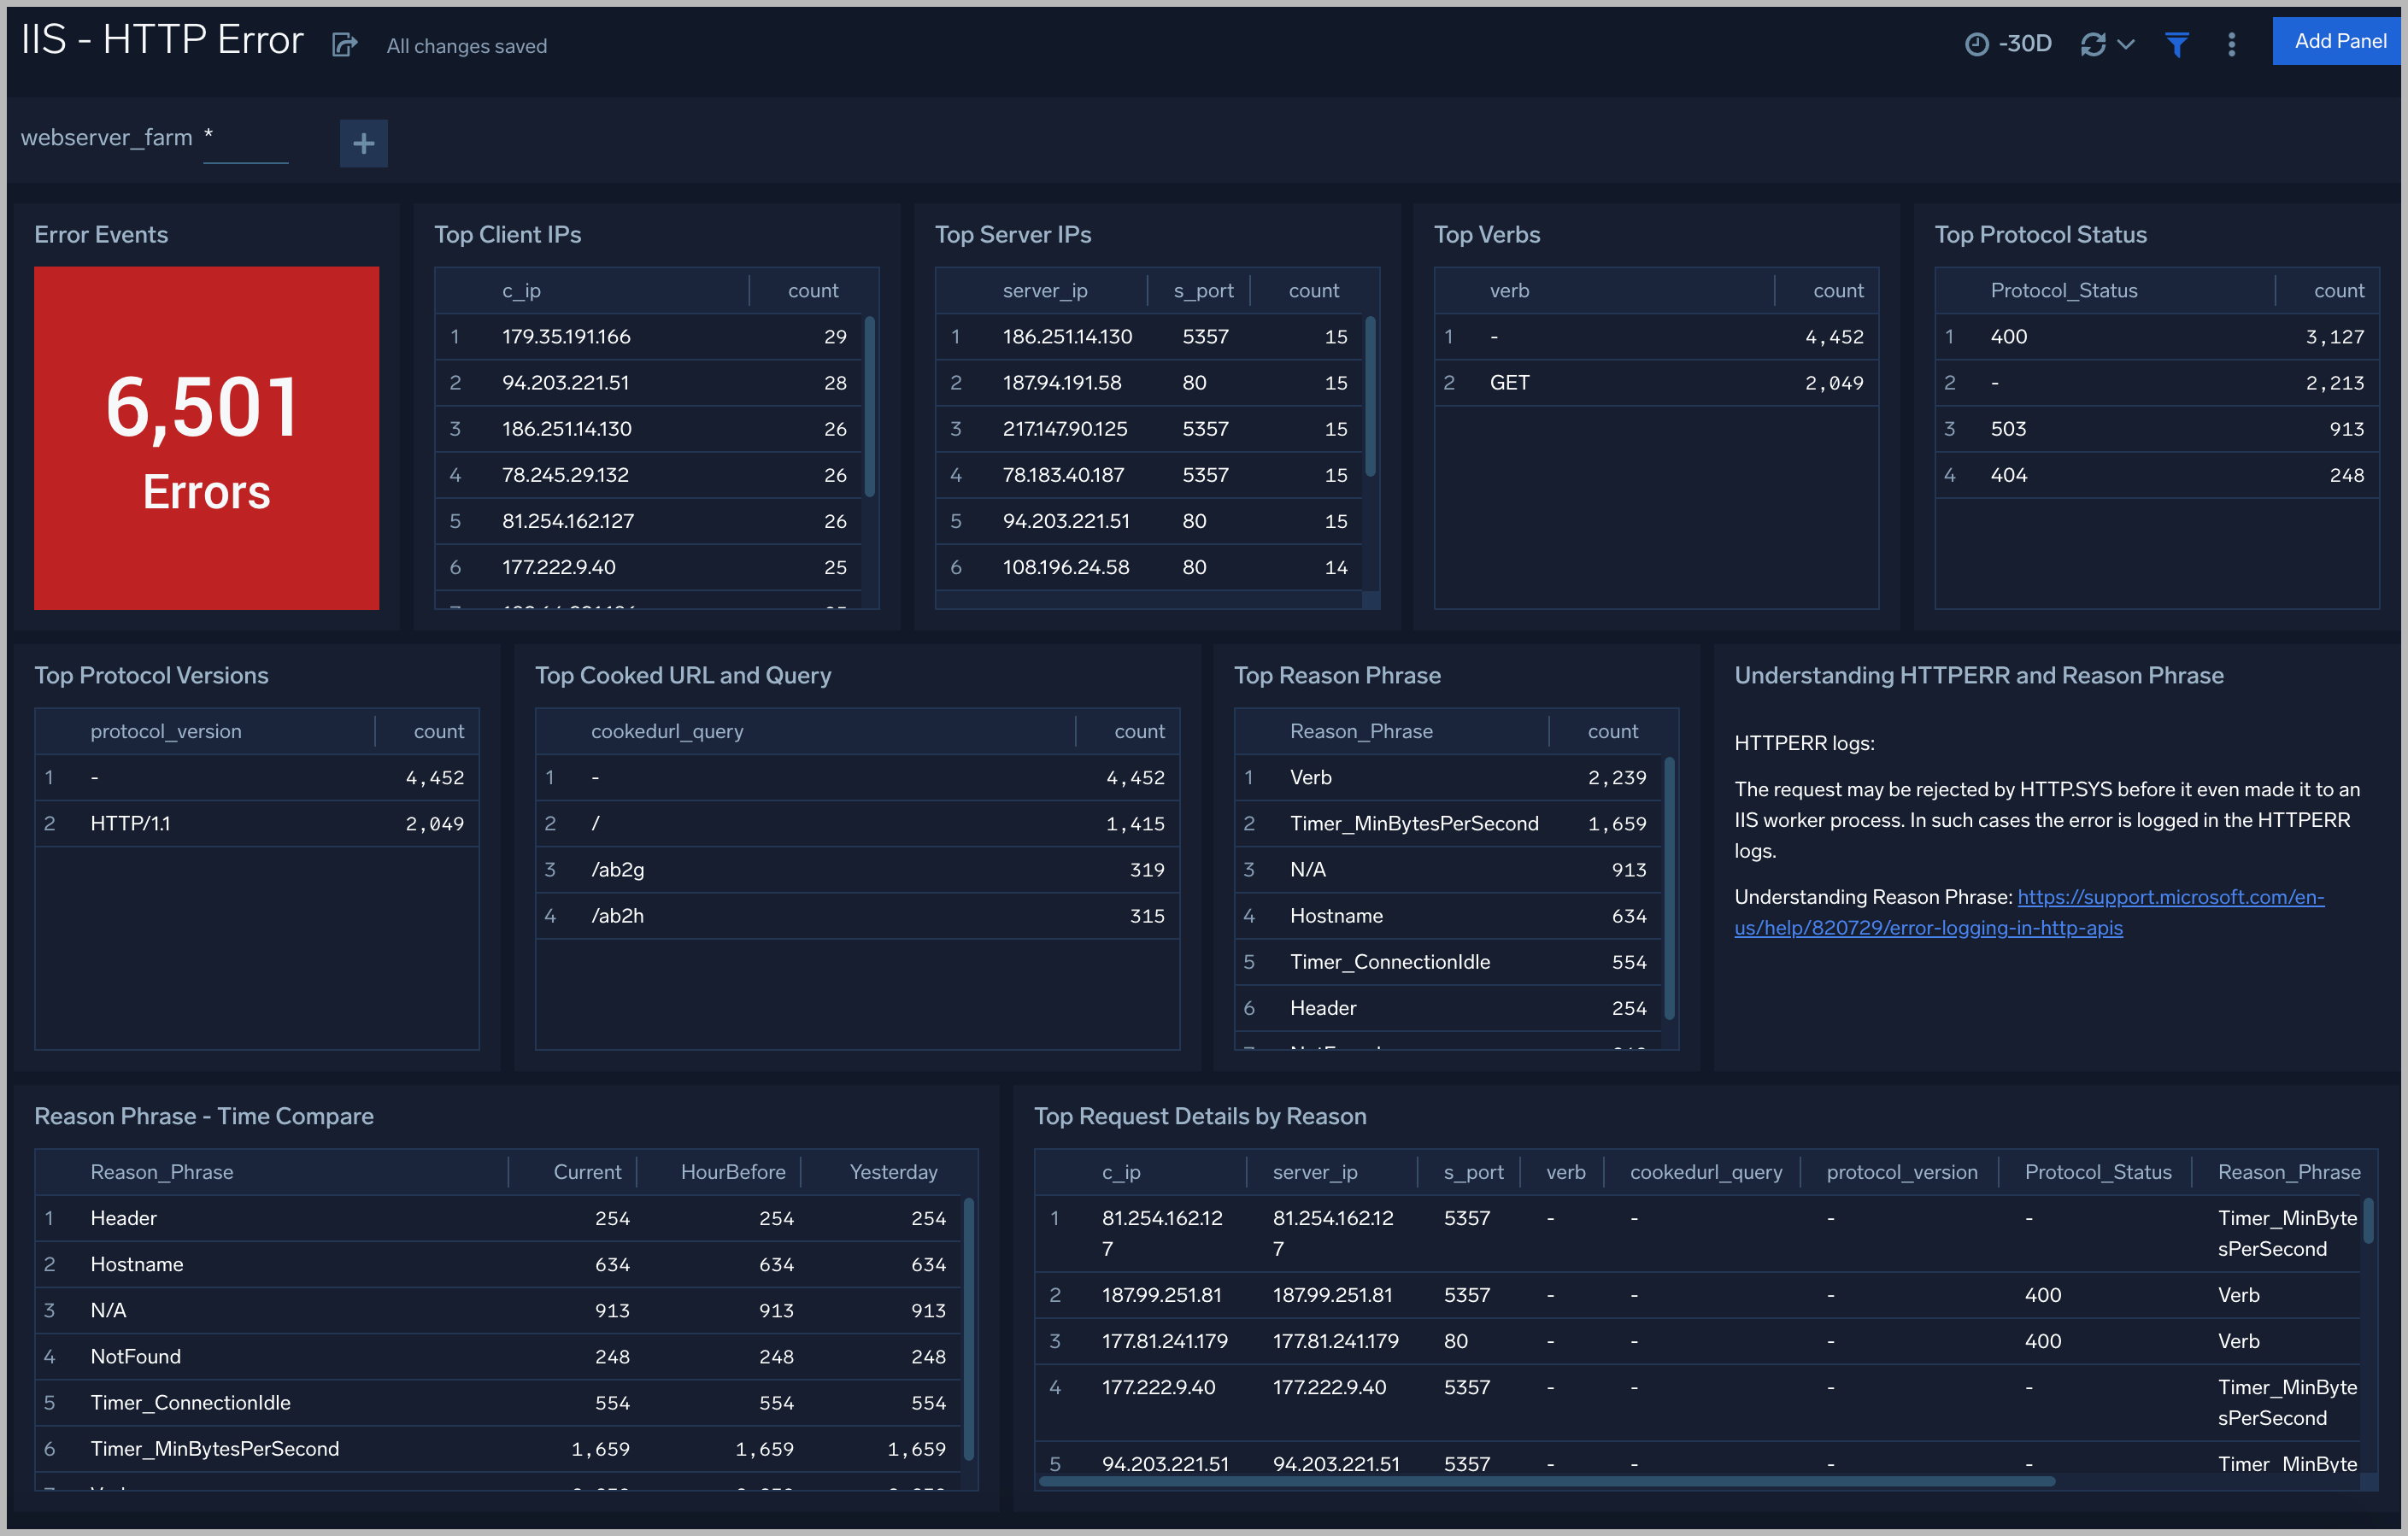 IIS - HTTP Error
All changes saved
-30D
Add Panel
webserver_farm *
Error Events
6,501
Errors
Top Client IPs
c_ip count
1 179.35.191.166 29
2 94.203.221.51 28
3 186.251.14.130 26
4 78.245.29.132 26
5 81.254.162.127 26
6 177.222.9.40 25
Top Server IPs
server_ip s_port count
1 186.251.14.130 5357 15
2 187.94.191.58 80 15
3 217.147.90.125 5357 15
4 78.183.40.187 5357 15
5 94.203.221.51 80 15
6 108.196.24.58 80 14
Top Verbs
verb count
1 - 4,452
2 GET 2,049
Top Protocol Status
Protocol_Status count
1 400 3,127
2 - 2,213
3 503 913
4 404 248
Top Protocol Versions
protocol_version count
1 - 4,452
2 HTTP/1.1 2,049
Top Cooked URL and Query
cookedurl_query count
1 - 4,452
2 / 1,415
3 /ab2g 319
4 /ab2h 315
Top Reason Phrase
Reason_Phrase count
1 Verb 2,239
2 Timer_MinBytesPerSecond 1,659
3 N/A 913
4 Hostname 634
5 Timer_ConnectionIdle 554
6 Header 254
Understanding HTTPERR and Reason Phrase
HTTPERR logs:
The request may be rejected by HTTP.SYS before it even made it to an
IIS worker process. In such cases the error is logged in the HTTPERR
logs.
Understanding Reason Phrase: https://support.microsoft.com/en-
us/help/820729/error-logging-in-http-apis
Reason Phrase - Time Compare
Reason_Phrase Current HourBefore Yesterday
1 Header 254 254 254
2 Hostname 634 634 634
3 N/A 913 913 913
4 NotFound 248 248 248
5 Timer_ConnectionIdle 554 554 554
6 Timer_MinBytesPerSecond 1,659 1,659 1,659
Top Request Details by Reason
c_ip server_ip s_port verb cookedurl_query protocol_version Protocol_Status Reason_Phrase
1 81.254.162.12 81.254.162.12 5357 - - - - Timer_MinByte
7 7 sPerSecond
2 187.99.251.81 187.99.251.81 5357 - - - 400 Verb
3 177.81.241.179 177.81.241.179 80 - - - 400 Verb
4 177.222.9.40 177.222.9.40 5357 - - - - Timer_MinByte
sPerSecond
5 94.203.221.51 94.203.221.51 5357 - - - - Timer_MinByte